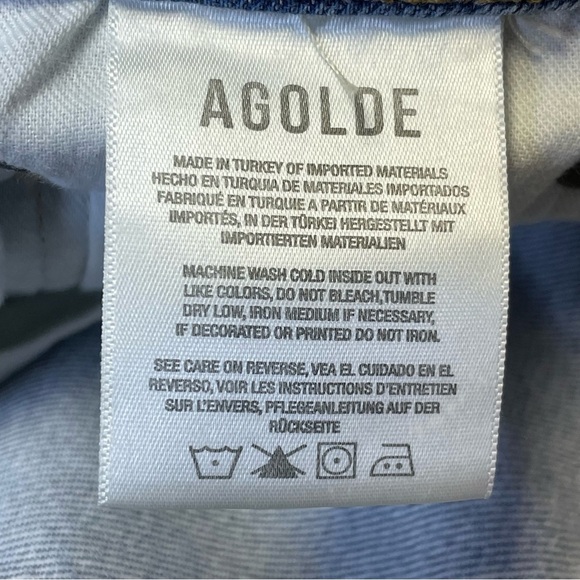 AGOLDE
MADE IN TURKEY OF IMPORTED MATERIALS
HECHO EN TURQUIA DE MATERIALES IMPORTADOS
FABRIQUÉ EN TURQUIE A PARTIR DE MATÉRIAUX
IMPORTÉS, IN DER TÜRKEI HERGESTELLT MIT
IMPORTIERTEN MATERIALIEN
MACHINE WASH COLD INSIDE OUT WITH
LIKE COLORS, DO NOT BLEACH,TUMBLE
DRY LOW, IRON MEDIUM IF NECESSARY,
IF DECORATED OR PRINTED DO NOT IRON.
SEE CARE ON REVERSE, VEA EL CUIDADO EN EL
REVERSO, VOIR LES INSTRUCTIONS D'ENTRETIEN
SUR L'ENVERS, PFLEGEANLEITUNG AUF DER
RÜCKSEITE